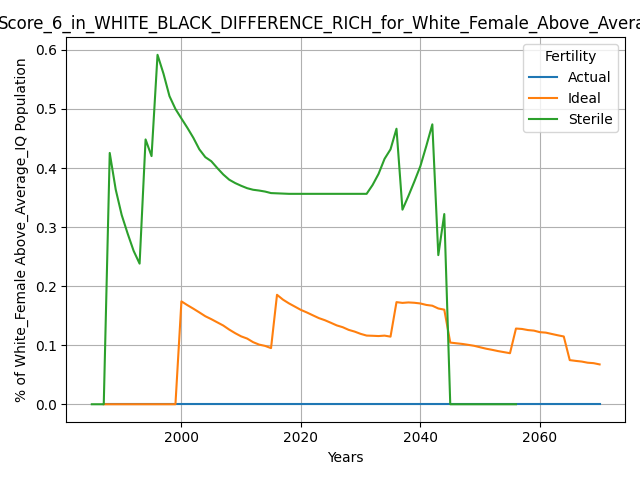 Score_6_in_WHITE_BLACK_DIFFERENCE_RICH_for_White_Female_Above_Avera
% of White_Female Above_Average_IQ Population
0.6
0.5
0.4
0.3
0.2
0.1
0.0
Fertility
Actual
Ideal
Sterile
2000
2020
2040
2060
Years